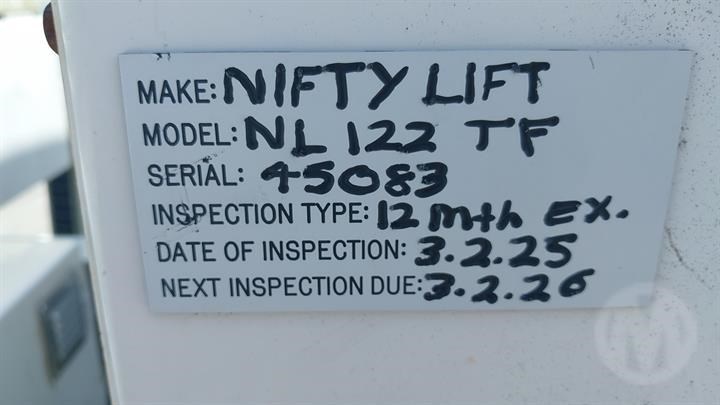 MAKE: NIFTY LIFT
MODEL: NL 122 TF
SERIAL: 45083
INSPECTION TYPE: 12 mth EX.
DATE OF INSPECTION: 3.2.25
NEXT INSPECTION DUE: 3.2.26
M